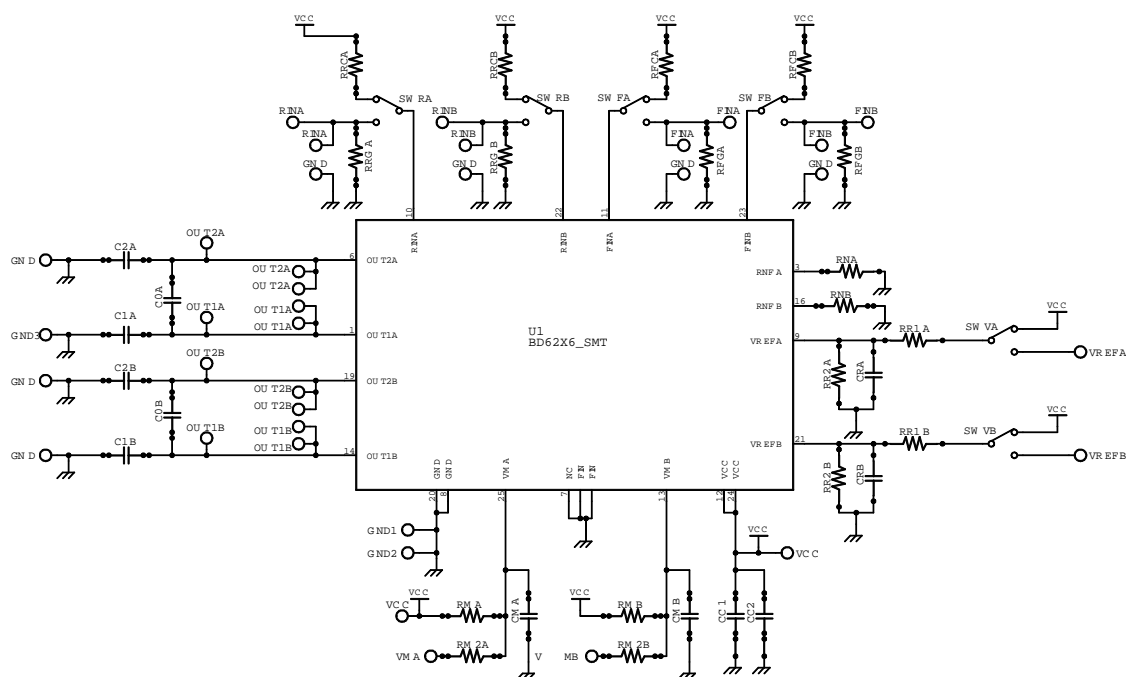 VCC VCC VCC VCC
RRCA RRCB RFCA RFCB
SW RA SW RB SW FA SW FB
RINA RINB FINA FINB
RINA RINB FINA FINB
GND GND GND GND
RRGA RRGB RFGA RFGB
10 22 11 23
RINA RINB FINA FINB
GND C2A OUT2A 6 OUT2A
OUT2A
OUT2A
C0A
OUT1A
OUT1A
GND3 C1A OUT1A 1 OUT1A
GND C2B OUT2B 19 OUT2B
OUT2B
OUT2B
C0B
OUT1B
OUT1B
GND C1B OUT1B 14 OUT1B
U1
BD62X6_SMT
RNFA 3 RNA
RNFB 16 RNB
VREFA 9 RR1A SW VA VCC
VREFA
RR2A CRA
VREFB 21 RR1B SW VB VCC
VREFB
RR2B CRB
GND GND VMA NC FIN FIN VMB VCC VCC
20 8 25 7 13 12 24
GND1
GND2
VCC VCC
VCC VCC RMA CMA VCC RMB CMB CC1 CC2
VMA RM2A V MB RM2B